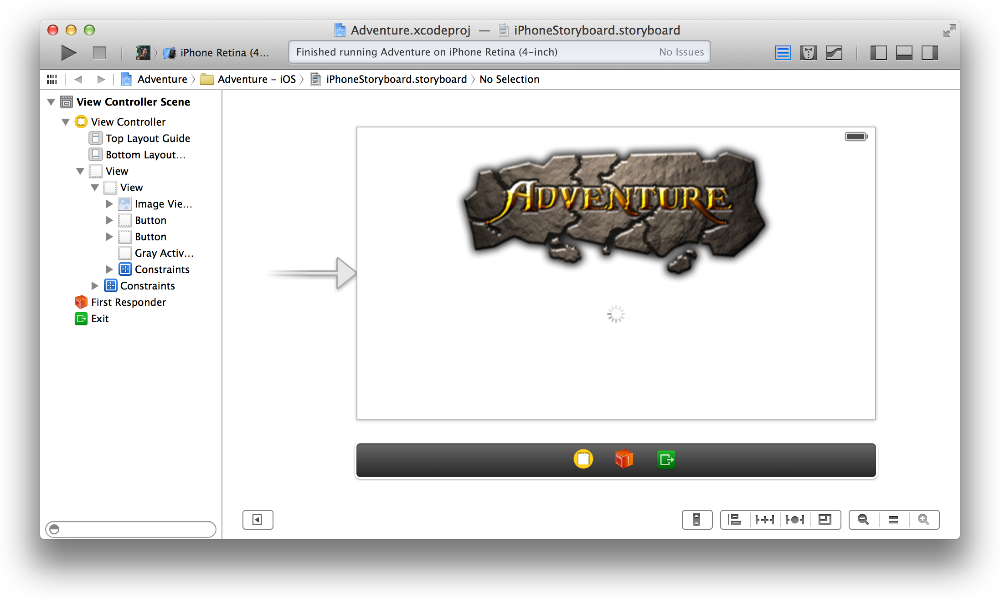 Adventure.xcodeproj — iPhoneStoryboard.storyboard
iPhone Retina (4...
Finished running Adventure on iPhone Retina (4-inch)
No Issues
Adventure
Adventure - iOS
iPhoneStoryboard.storyboard
No Selection
View Controller Scene
View Controller
Top Layout Guide
Bottom Layout...
View
View
Image Vie...
Button
Button
Gray Activ...
Constraints
Constraints
First Responder
Exit
ADVENTURE
1